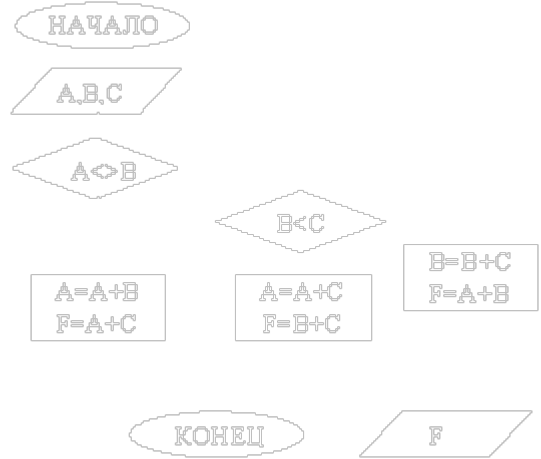 НАЧАЛО
A,B,C
A<>B
B<C
B=B+C
F=A+B
A=A+B
F=A+C
A=A+C
F=B+C
КОНЕЦ
F